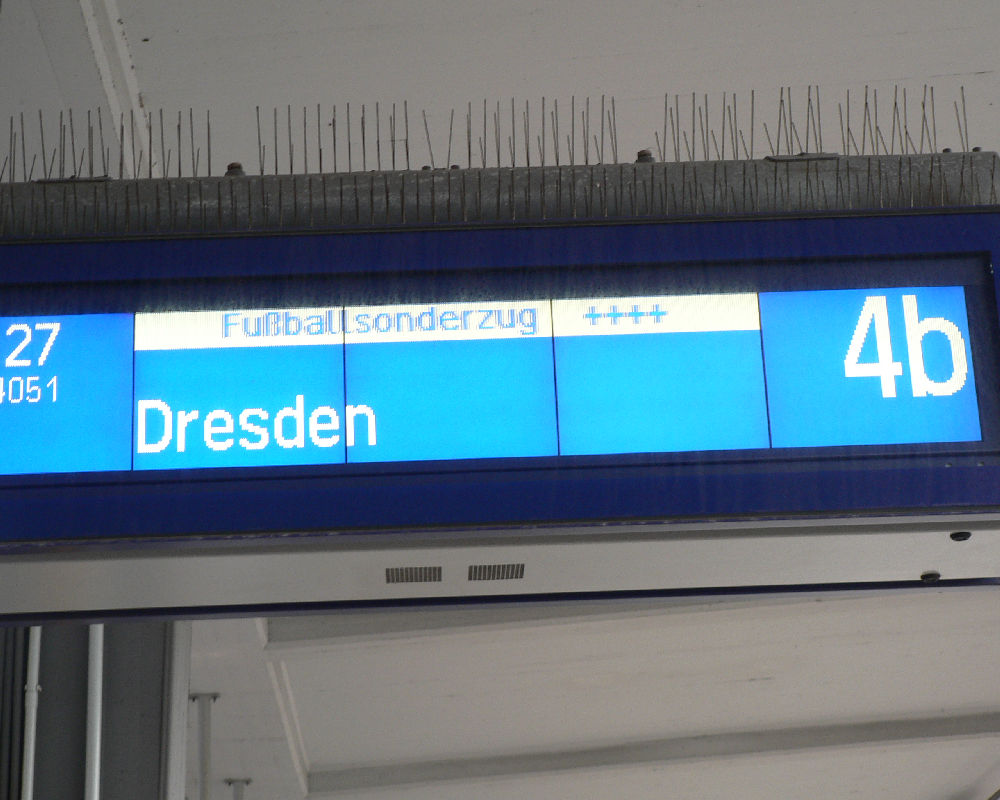 27
4051
Fußballsonderzug ++++
Dresden
4b